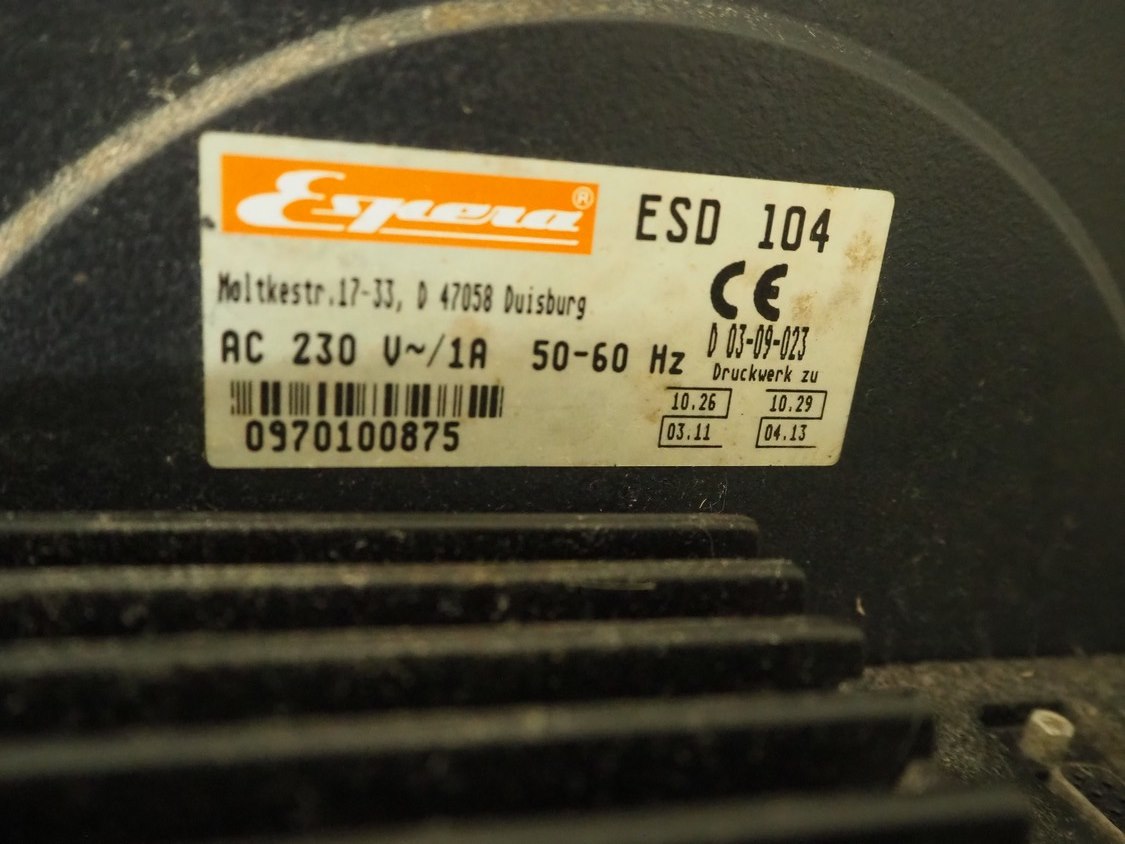 Espera®
ESD 104
CE
Moltkestr.17-33, D 47058 Duisburg
AC 230 V~/1A 50-60 Hz
D 03-09-023
Druckwerk zu
10.26 10.29
03.11 04.13
0970100875